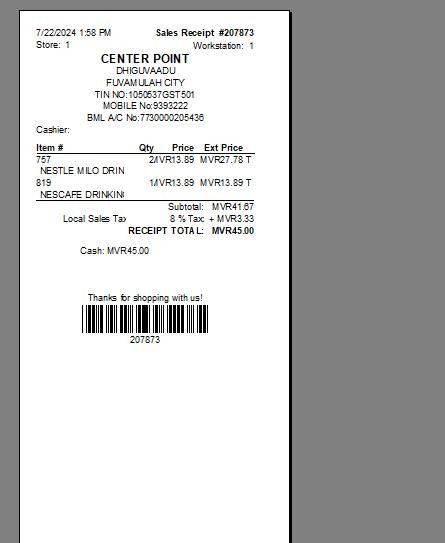 7/22/2024 1:58 PM Sales Receipt #207873
Store: 1 Workstation: 1
CENTER POINT
DHIGUVAADU
FUVAMULAH CITY
TIN NO:1050537GST501
MOBILE No:9393222
BML A/C No:7730000205436
Cashier:
Item # Qty Price Ext Price
757 2 MVR13.89 MVR27.78 T
NESTLE MILO DRIN
819 1 MVR13.89 MVR13.89 T
NESCAFE DRINKIN
Subtotal: MVR41.67
Local Sales Tax 8 % Tax: + MVR3.33
RECEIPT TOTAL: MVR45.00
Cash: MVR45.00
Thanks for shopping with us!
207873